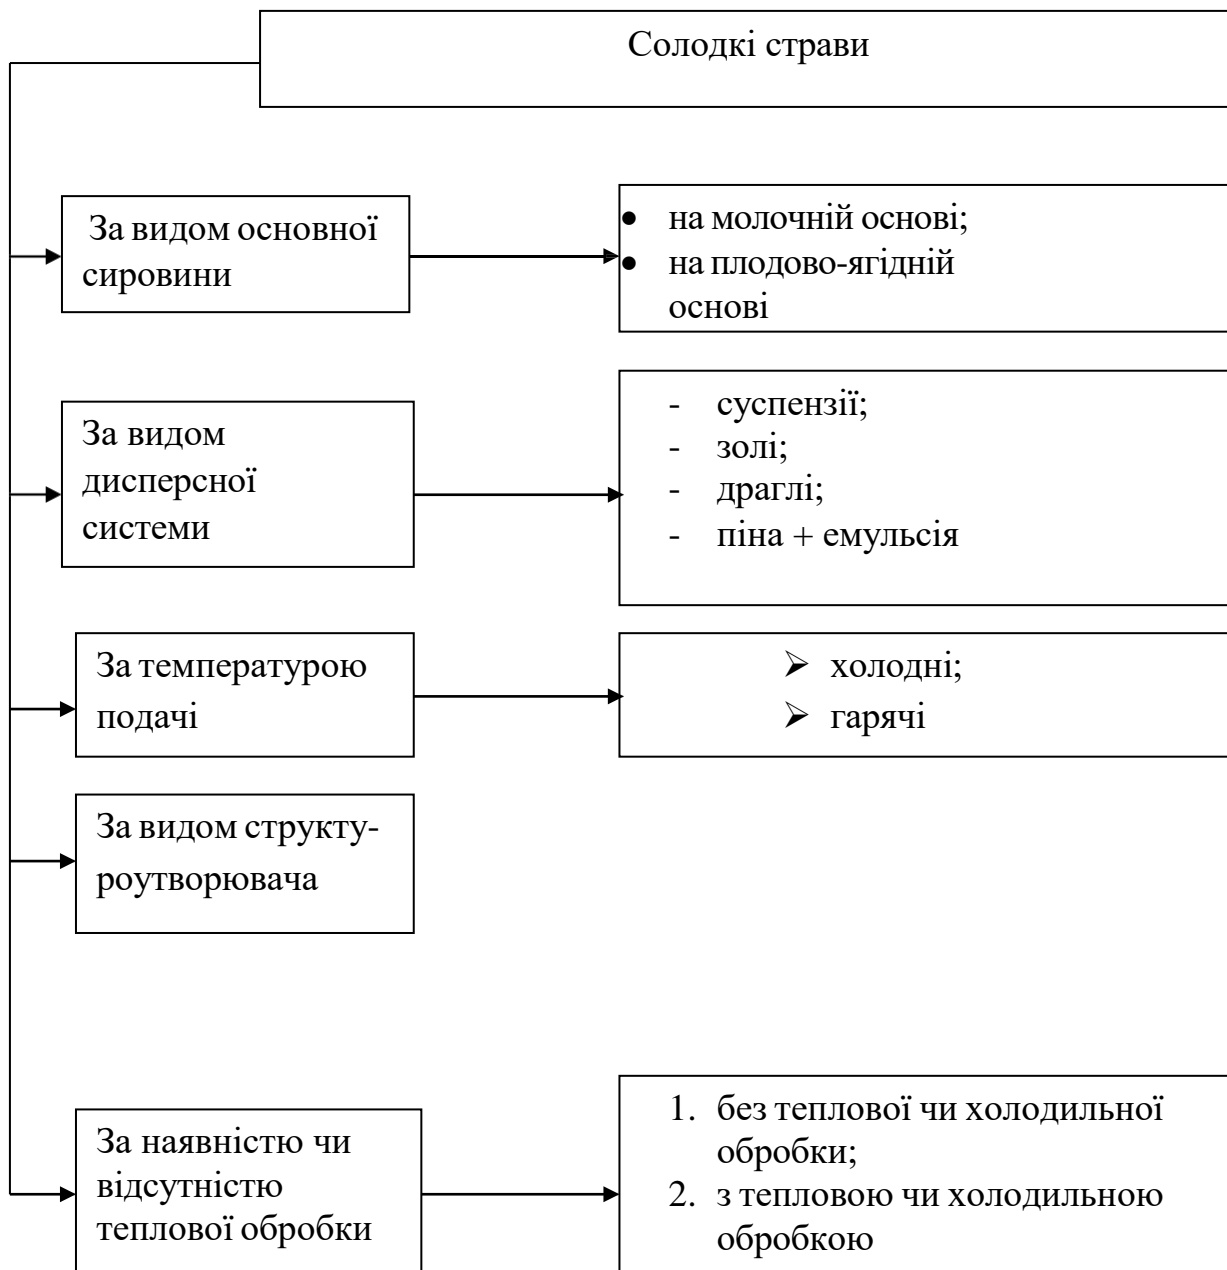 Солодкі страви
За видом основної
сировини
• на молочній основі;
• на плодово-ягідній
основі
За видом
дисперсної
системи
- суспензії;
- золі;
- драглі;
- піна + емульсія
За температурою
подачі
➢ холодні;
➢ гарячі
За видом структу-
роутворювача
За наявністю чи
відсутністю
теплової обробки
1. без теплової чи холодильної
обробки;
2. з тепловою чи холодильною
обробкою